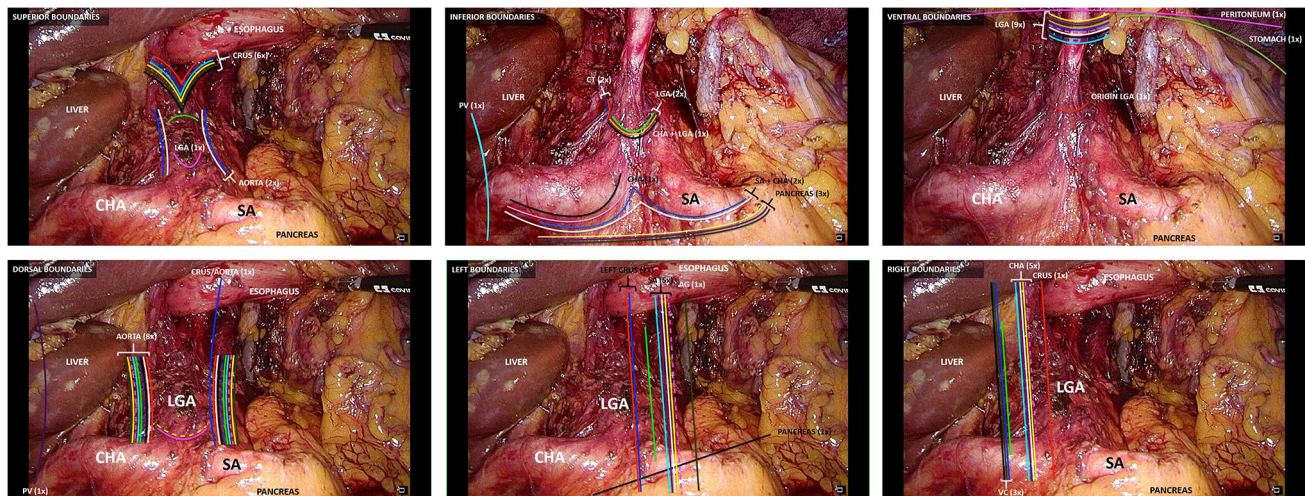 SUPERIOR BOUNDARIES
ESOPHAGUS
CRUS (6x)
LIVER
LGA (1x)
AORTA (2x)
CHA
SA
PANCREAS
INFERIOR BOUNDARIES
CT (2x)
PV (1x)
LIVER
LGA (2x)
CHA + LGA (1x)
SA + CHA (2x)
PANCREAS (3x)
SA
VENTRAL BOUNDARIES
PERITONEUM (1x)
LGA (9x)
STOMACH (1x)
LIVER
ORIGIN LGA (1x)
CHA
SA
DORSAL BOUNDARIES
CRUS/AORTA (1x)
ESOPHAGUS
AORTA (8x)
LIVER
LGA
CHA
SA
PV (1x)
PANCREAS
LEFT BOUNDARIES
ESOPHAGUS
AG (1x)
LIVER
LGA
PANCREAS (1x)
CHA
SA
PANCREAS
RIGHT BOUNDARIES
CHA (5x)
CRUS (1x)
ESOPHAGUS
LIVER
LGA
CHA
SA
VC (3x)
PANCREAS